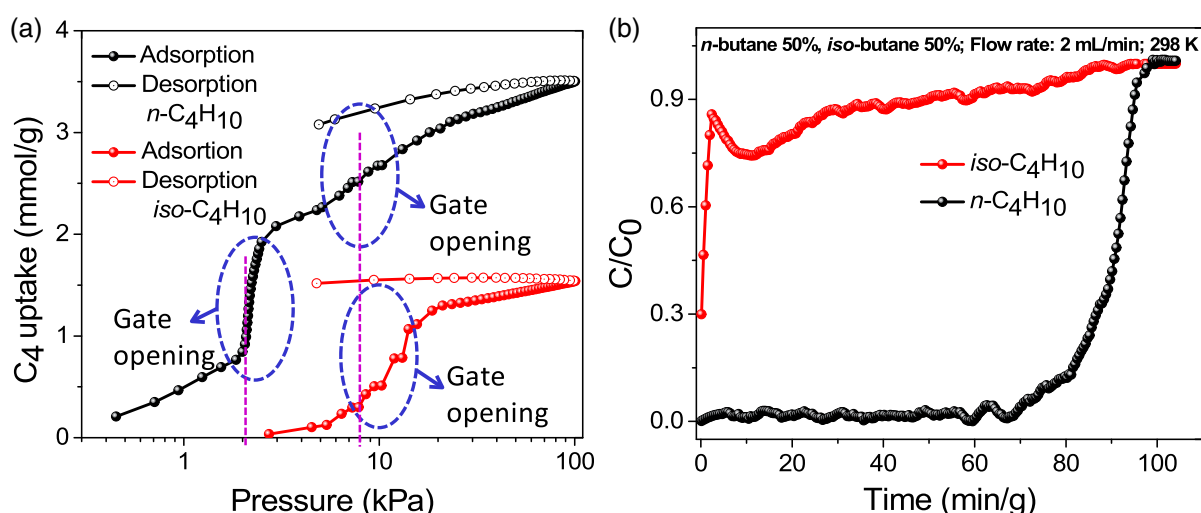 (a)
4
3
2
1
0
C4 uptake (mmol/g)
Adsorption
Desorption
n-C4H10
Adsortion
Desorption
iso-C4H10
Gate
opening
Gate
opening
Gate
opening
1
10
100
Pressure (kPa)
(b)
n-butane 50%, iso-butane 50%; Flow rate: 2 mL/min; 298 K
0.9
0.6
0.3
0.0
C/C0
iso-C4H10
n-C4H10
0
20
40
60
80
100
Time (min/g)